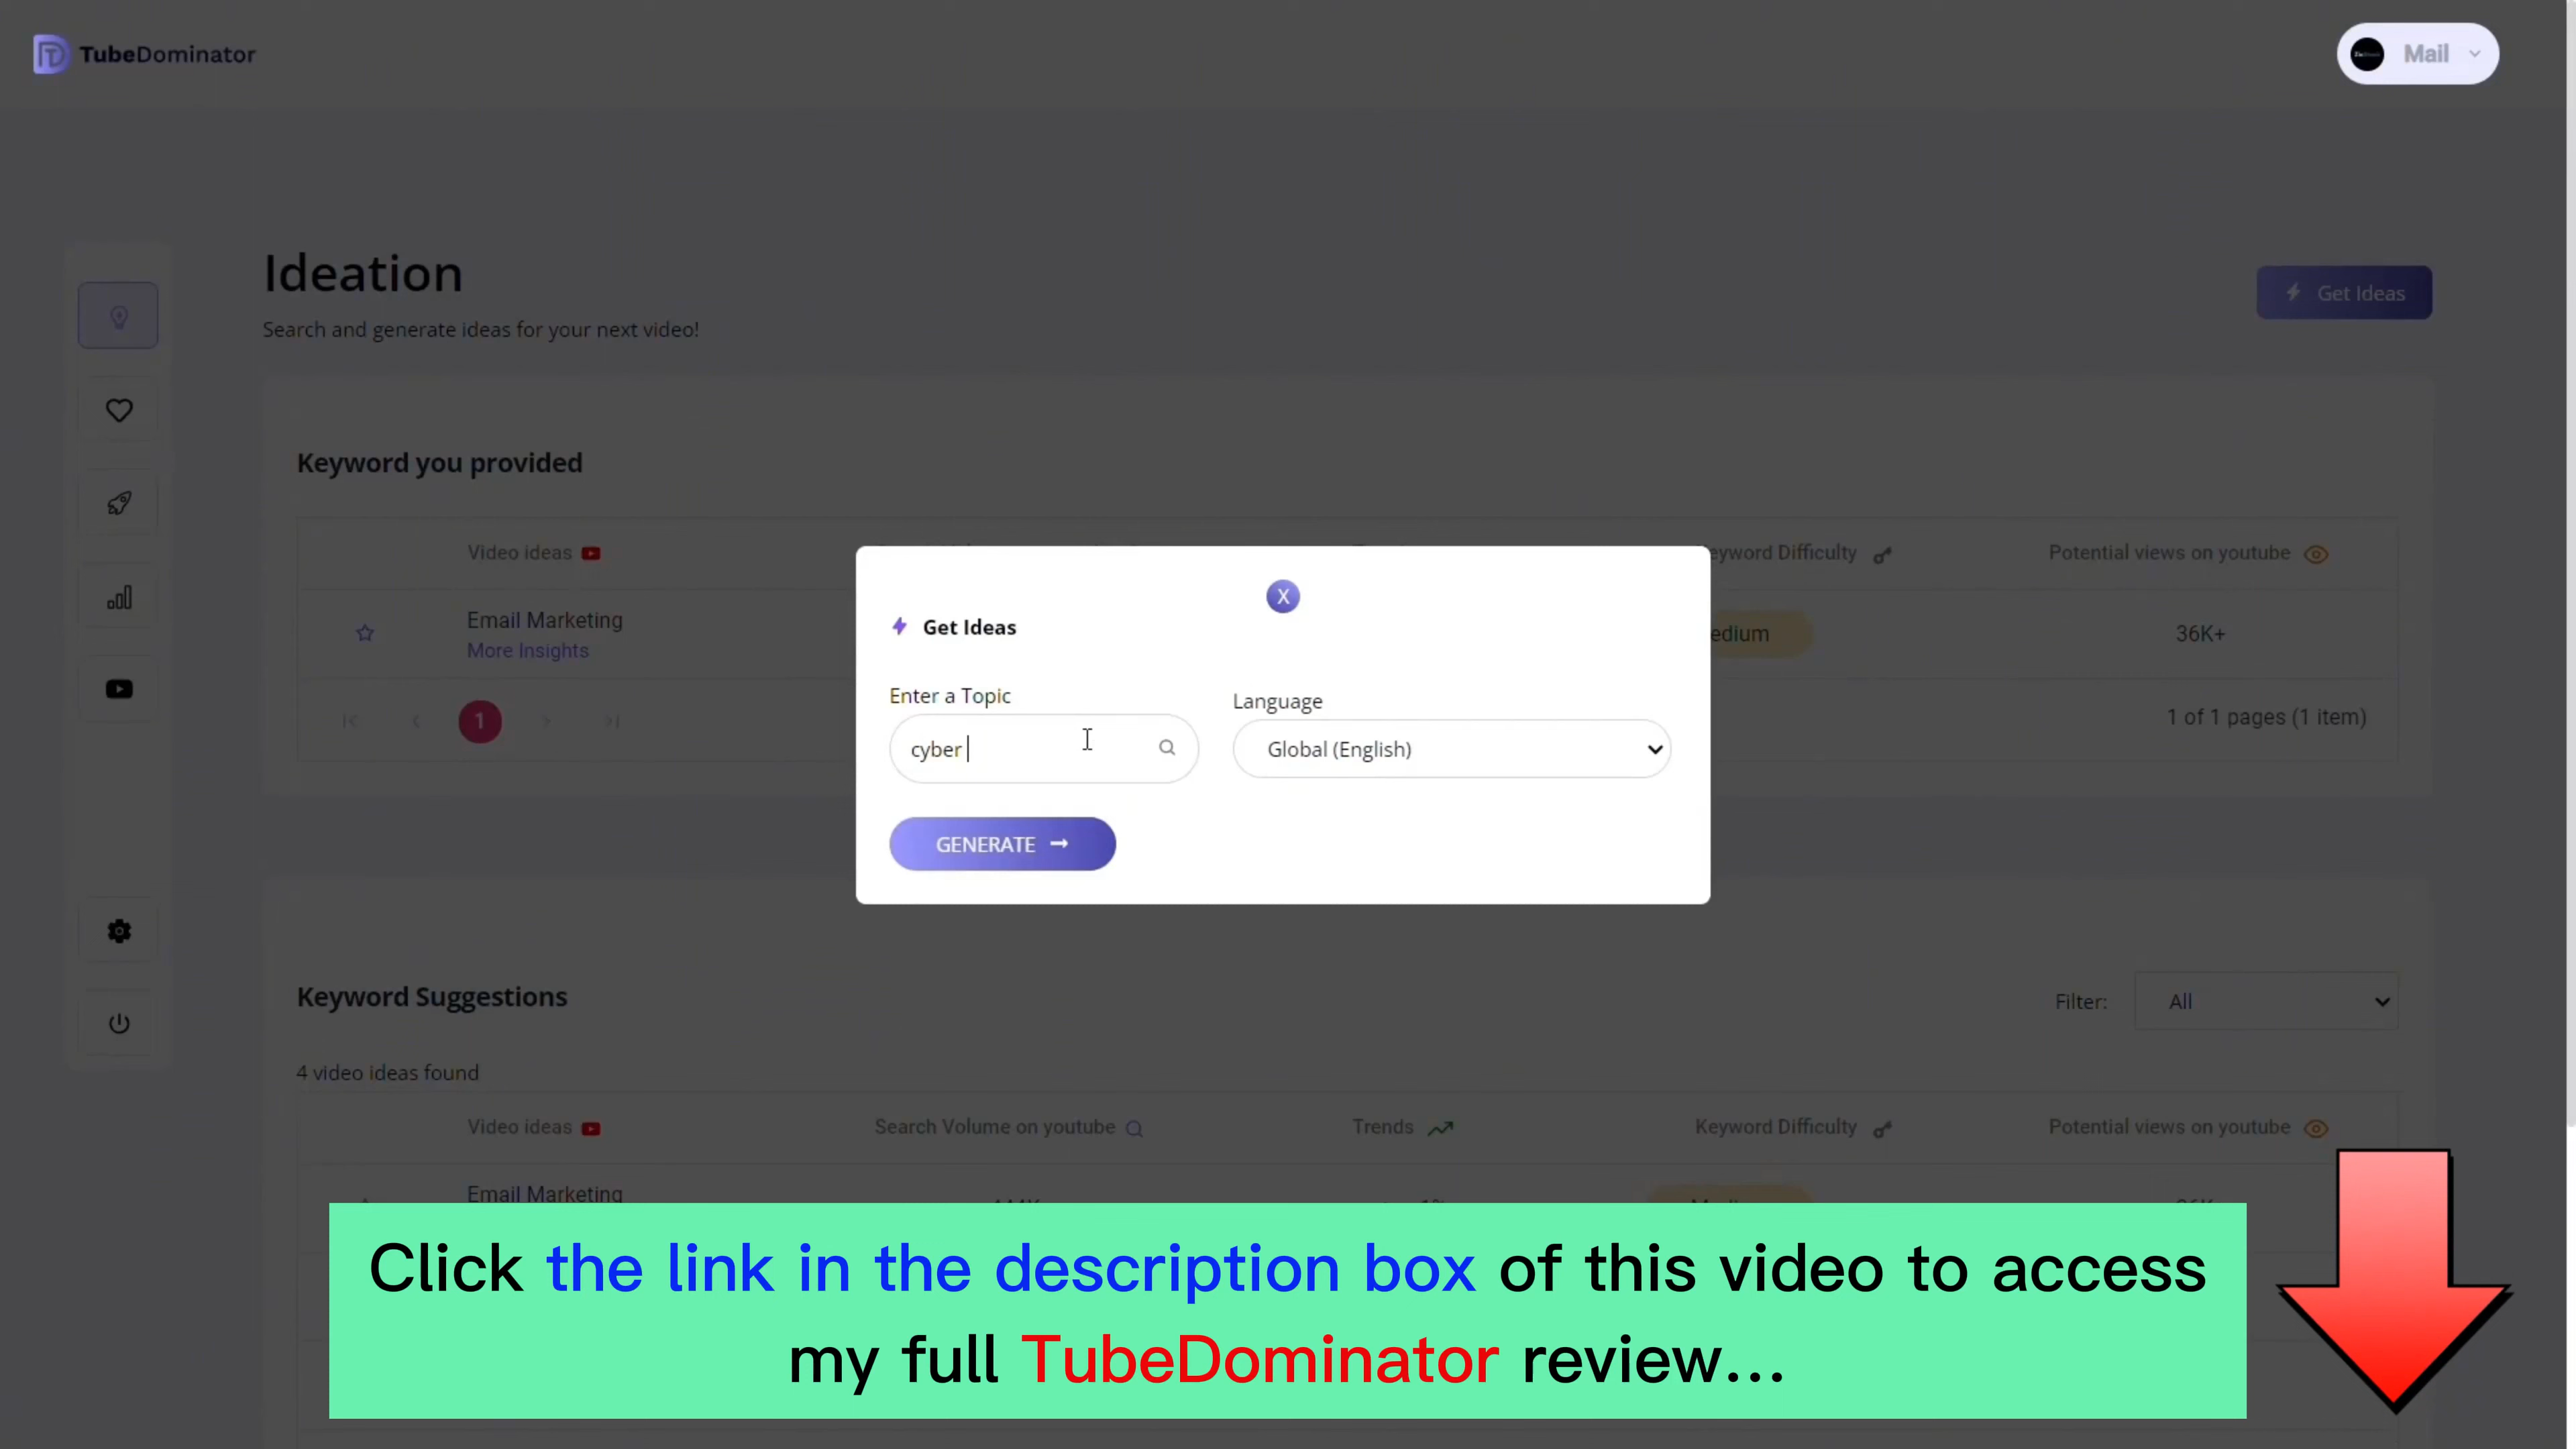 TubeDominator
Mail
Ideation
Get Ideas
Search and generate ideas for your next video!
Keyword you provided
Video ideas
Keyword Difficulty
Potential views on youtube
Email Marketing
More Insights
36K+
1
1 of 1 pages (1 item)
X
Get Ideas
Enter a Topic
Language
cyber
Global (English)
GENERATE
Keyword Suggestions
Filter:
All
4 video ideas found
Video ideas
Search Volume on youtube
Trends
Keyword Difficulty
Potential views on youtube
Email Marketing
Click the link in the description box of this video to access
my full TubeDominator review...